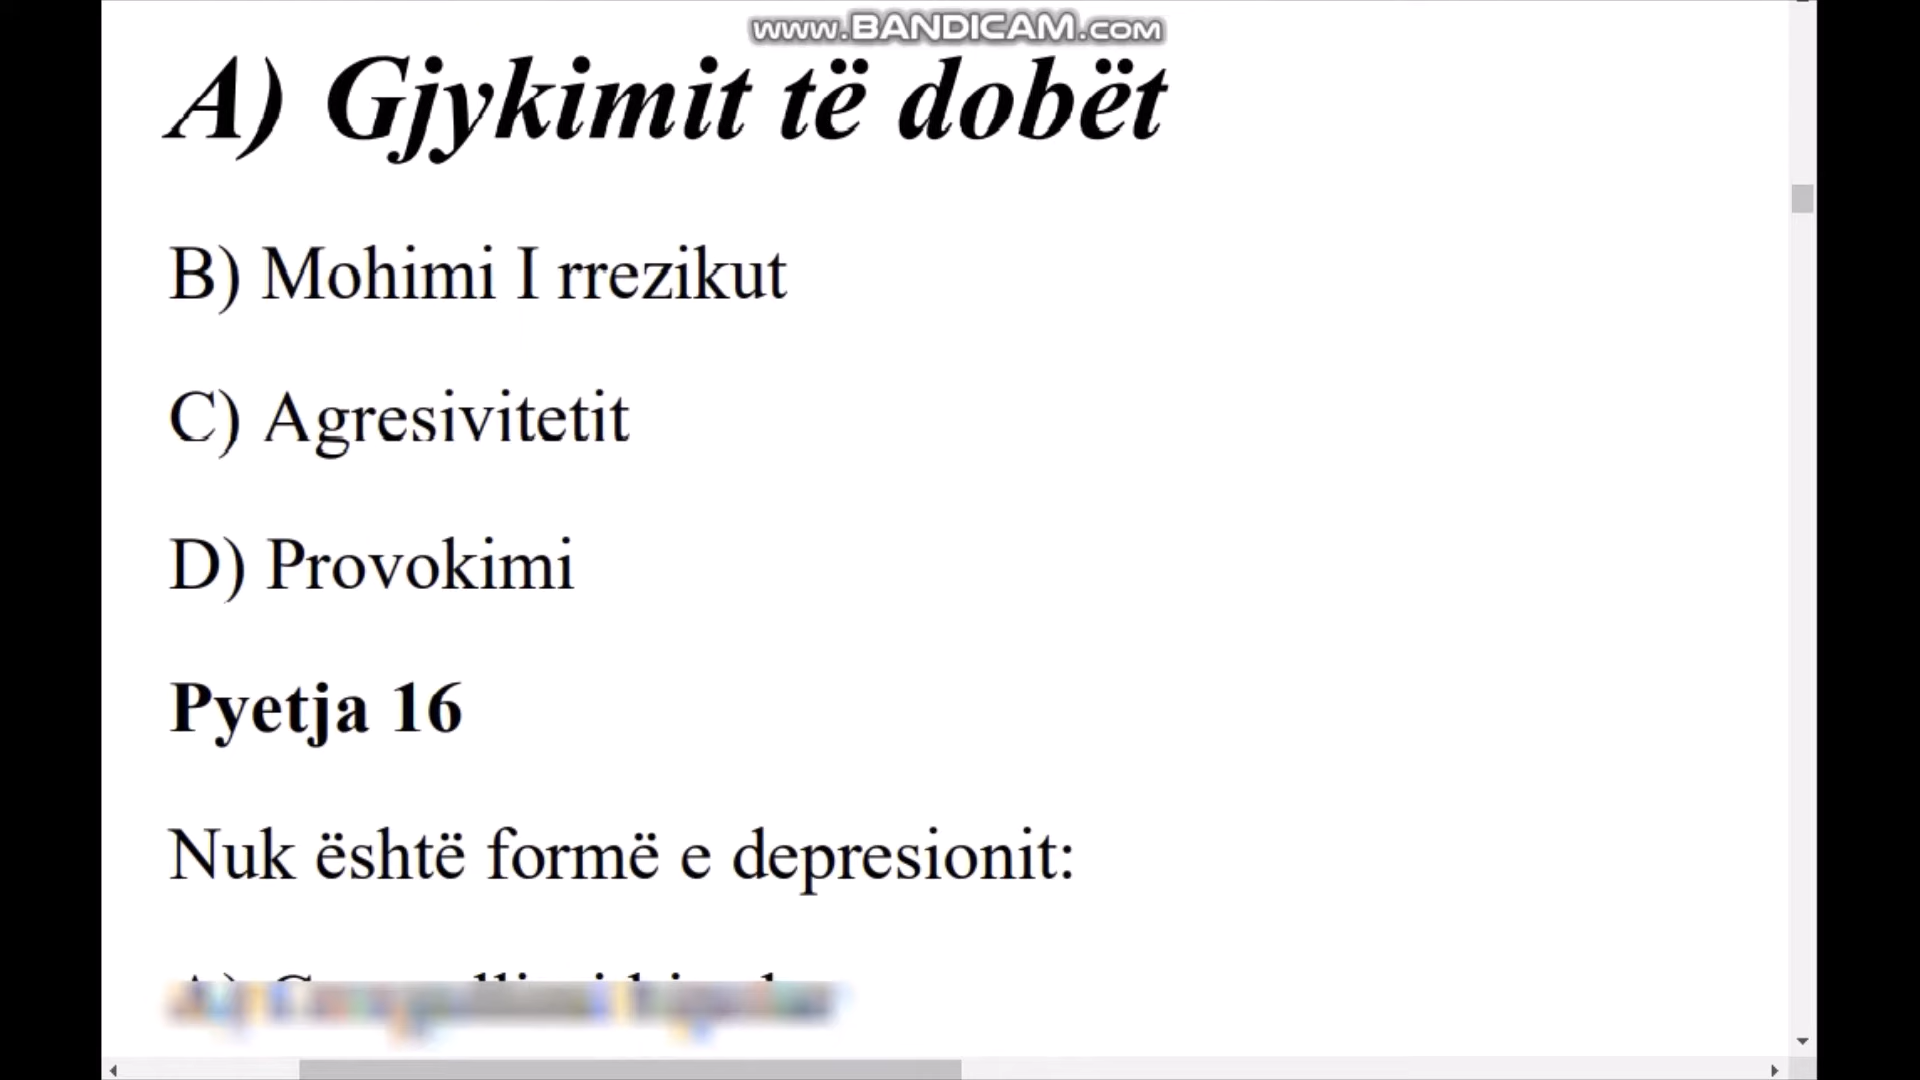 www.BANDICAM.COM
A) Gjykimit të dobët
B) Mohimi I rrezikut
C) Agresivitetit
D) Provokimi
Pyetja 16
Nuk është formë e depresionit:
A)